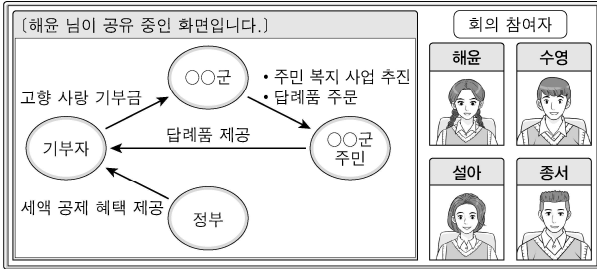 〔해윤 님이 공유 중인 화면입니다.〕
○○군
고향 사랑 기부금
• 주민 복지 사업 추진
• 답례품 주문
기부자
답례품 제공
○○군
주민
세액 공제 혜택 제공
정부
회의 참여자
해윤
수영
설아
종서